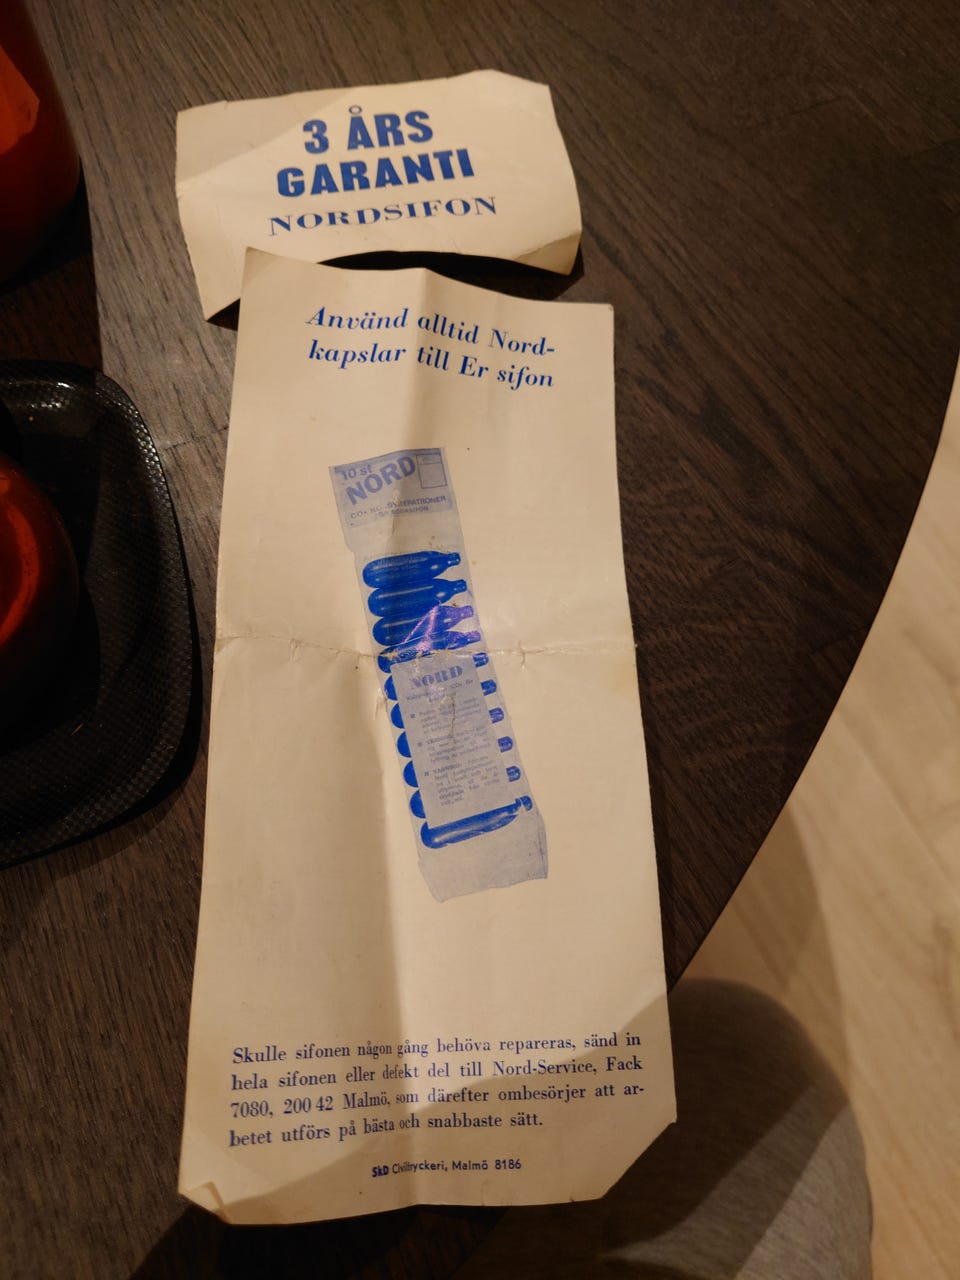 3 ÅRS
GARANTI
NORDSIFON
Använd alltid Nord-
kapslar till Er sifon
10 st
NORD
NORD
Skulle sifonen någon gång behöva repareras, sänd in
hela sifonen eller defekt del till Nord-Service, Fack
7080, 200 42 Malmö, som därefter ombesörjer att ar-
betet utförs på bästa och snabbaste sätt.
SkD Civiltryckeri, Malmö 8186